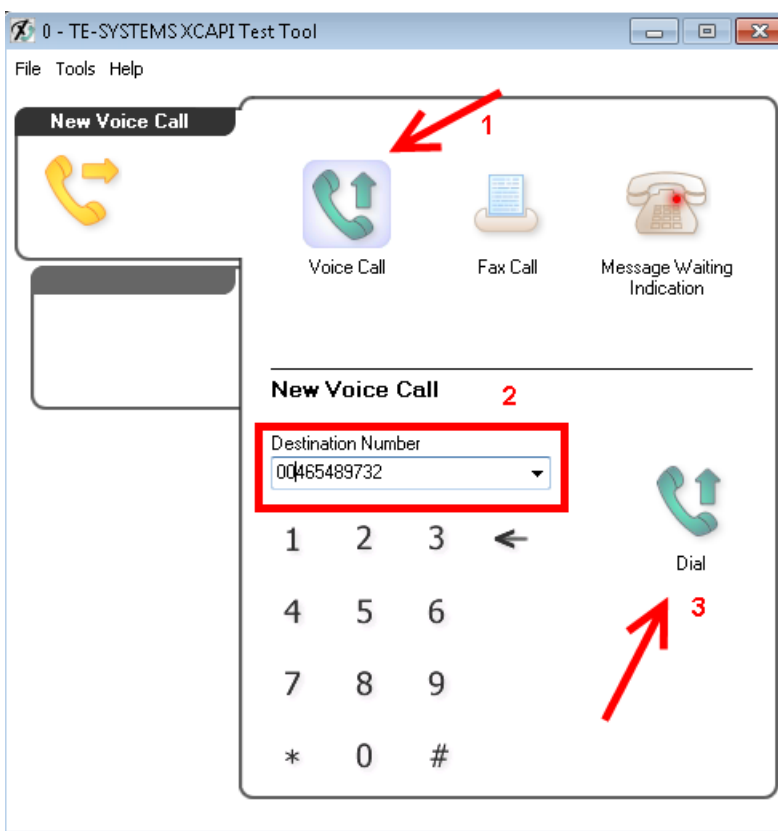 0 - TE-SYSTEMS XCAPI Test Tool
File Tools Help
New Voice Call
1
Voice Call
Fax Call
Message Waiting
Indication
New Voice Call
2
Destination Number
00465489732
1 2 3
Dial
4 5 6
3
7 8 9
* 0 #